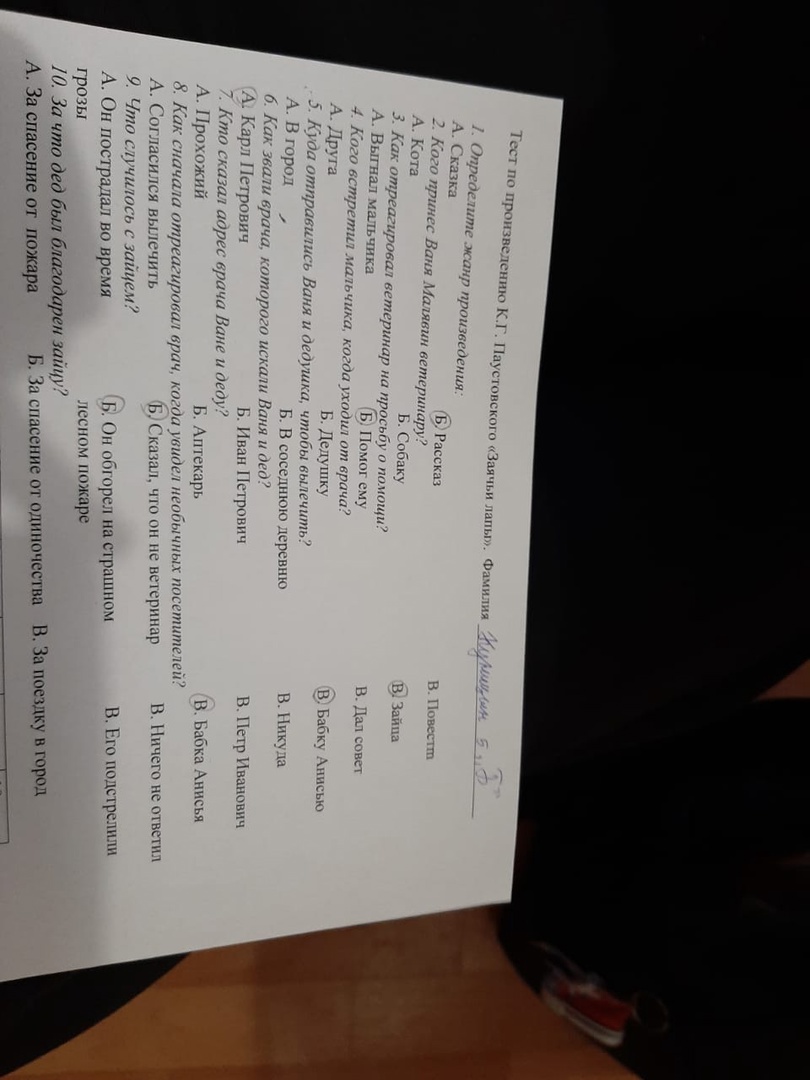 Тест по произведению К.Г. Паустовского «Заячьи лапы». Фамилия Курицын 5 „Б”
1. Определите жанр произведения:
А. Сказка Б. Рассказ В. Повест
2. Кого принес Ваня Малявин ветеринару?
А. Кота Б. Собаку В. Зайца
3. Как отреагировал ветеринар на просьбу о помощи?
А. Выгнал мальчика Б. Помог ему В. Дал совет
4. Кого встретил мальчика, когда уходил от врача?
А. Друга Б. Дедушку В. Бабку Анисью
5. Куда отправились Ваня и дедушка, чтобы вылечить?
А. В город Б. В соседнюю деревню В. Никуда
6. Как звали врача, которого искали Ваня и дед?
А. Карл Петрович Б. Иван Петрович В. Петр Иванович
7. Кто сказал адрес врача Ване и деду?
А. Прохожий Б. Аптекарь В. Бабка Анисья
8. Как сначала отреагировал врач, когда увидел необычных посетителей?
А. Согласился вылечить Б. Сказал, что он не ветеринар В. Ничего не ответил
9. Что случилось с зайцем?
А. Он пострадал во время Б. Он обгорел на страшном В. Его подстрелили
грозы лесном пожаре
10. За что дед был благодарен зайцу?
А. За спасение от пожара Б. За спасение от одиночества В. За поездку в город